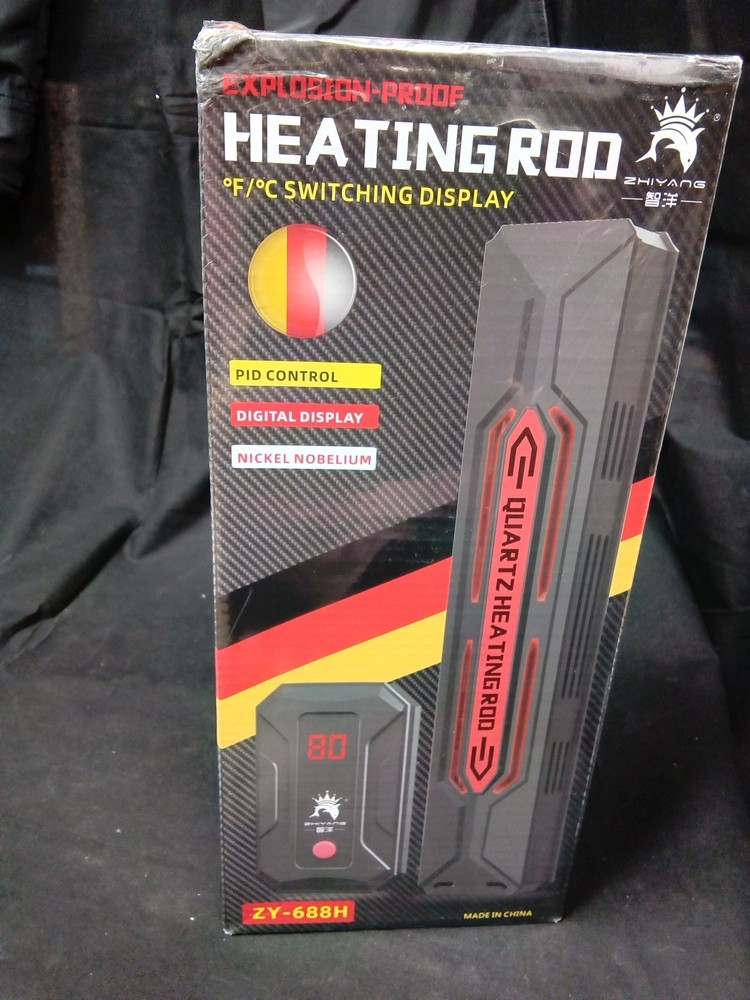 EXPLOSION-PROOF
HEATING ROD
°F/°C SWITCHING DISPLAY
ZHIYANG
智洋
®
PID CONTROL
DIGITAL DISPLAY
NICKEL NOBELIUM
QUARTZ HEATING ROD
80
ZHIYANG
智洋
ZY-688H
MADE IN CHINA